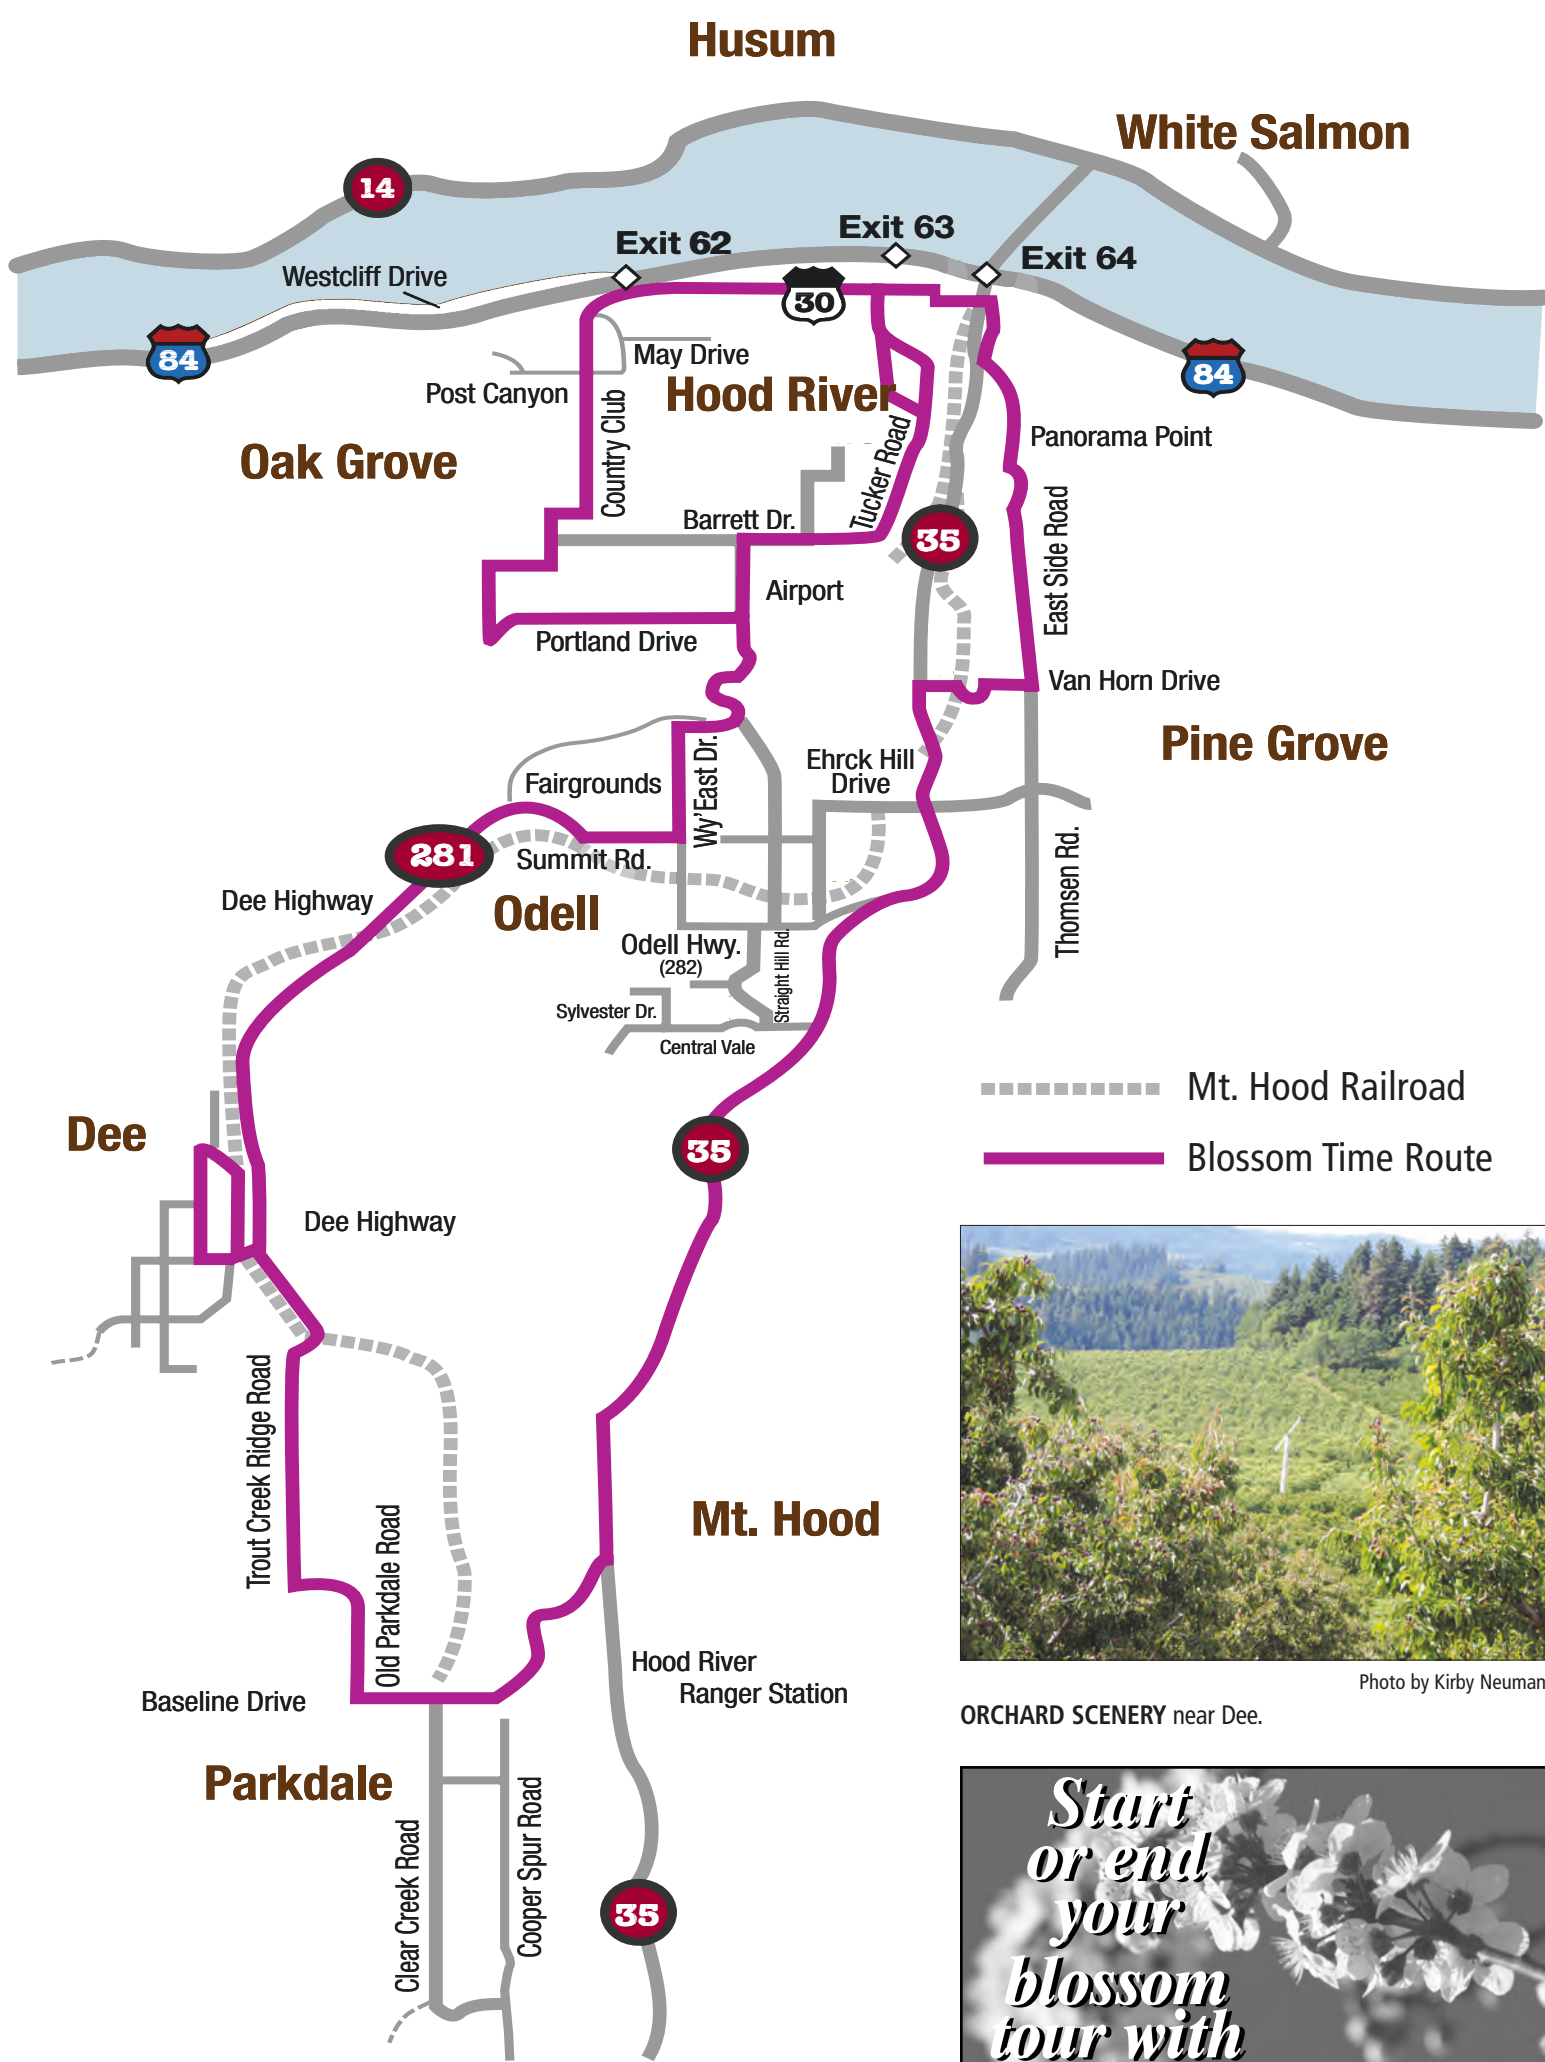 Husum
White Salmon
14
Exit 63
Exit 62
Exit 64
Westcliff Drive
30
84
84
May Drive
Post Canyon
Hood River
Country Club
Tucker Road
Panorama Point
Oak Grove
Barrett Dr.
35
East Side Road
Airport
Portland Drive
Van Horn Drive
Pine Grove
Wy'East Dr.
Ehrck Hill
Drive
Fairgrounds
281
Summit Rd.
Thomsen Rd.
Dee Highway
Odell
Odell Hwy.
(282)
Straight Hill Rd.
Sylvester Dr.
Central Vale
Mt. Hood Railroad
Dee
35
Blossom Time Route
Dee Highway
Trout Creek Ridge Road
Old Parkdale Road
Mt. Hood
Hood River
Ranger Station
Baseline Drive
Photo by Kirby Neuman
ORCHARD SCENERY near Dee.
Parkdale
Clear Creek Road
Cooper Spur Road
35
Start
or end
your
blossom
tour with